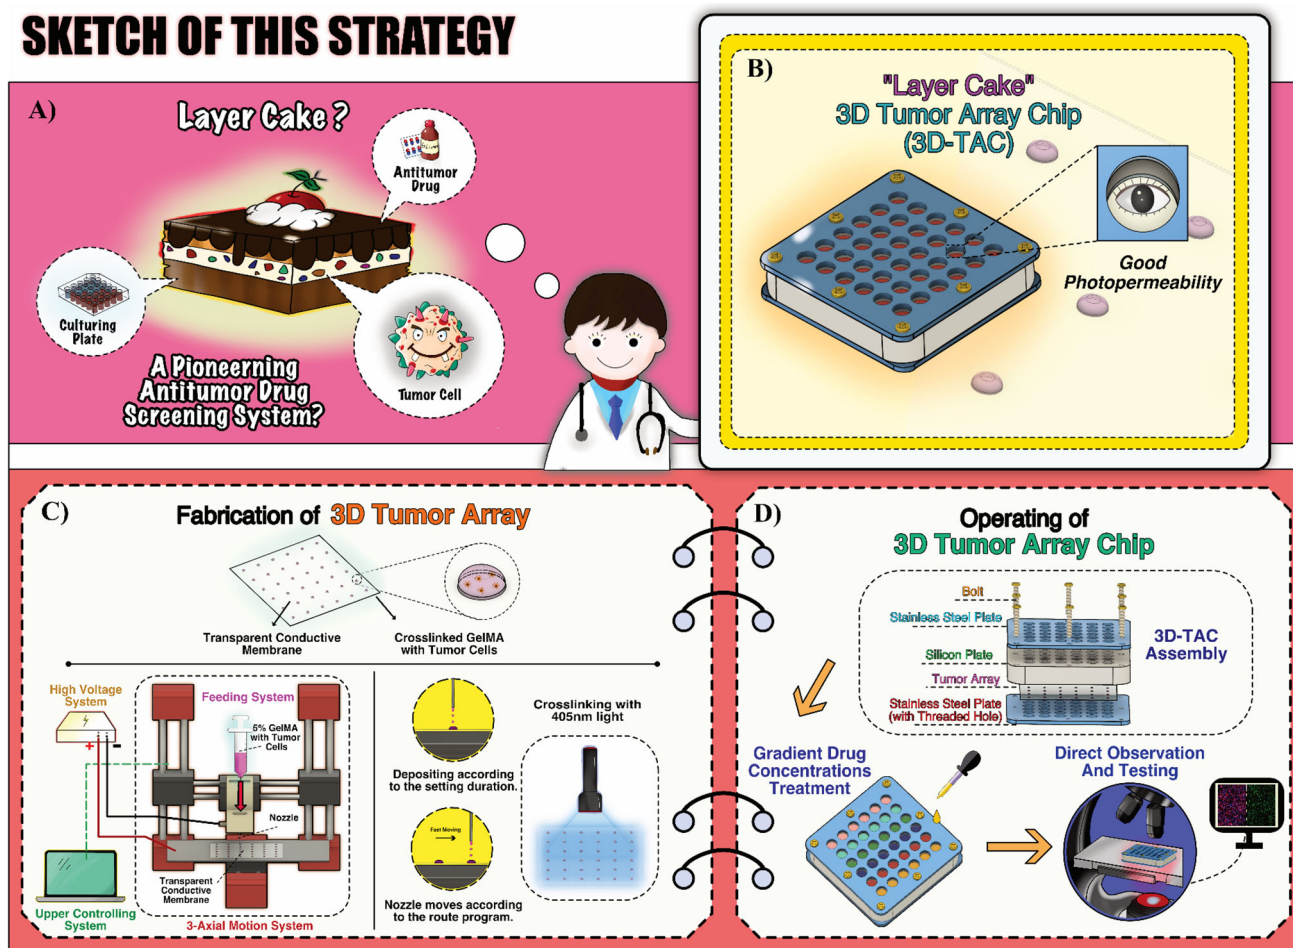 SKETCH OF THIS STRATEGY
A)
Layer Cake?
Antitumor
Drug
Culturing
Plate
Tumor Cell
A Pioneerning
Antitumor Drug
Screening System?
B)
"Layer Cake"
3D Tumor Array Chip
(3D-TAC)
Good
Photopermeability
C)
Fabrication of 3D Tumor Array
Transparent Conductive
Membrane
Crosslinked GelMA
with Tumor Cells
High Voltage
System
+ -
Feeding System
5% GelMA
with Tumor
Cells
Nozzle
Transparent
Conductive
Membrane
Upper Controlling
System
3-Axial Motion System
Depositing according
to the setting duration.
Fast Moving
Nozzle moves according
to the route program.
Crosslinking with
405nm light
D)
Operating of
3D Tumor Array Chip
Bolt
Stainless Steel Plate
Silicon Plate
Tumor Array
Stainless Steel Plate
(with Threaded Hole)
3D-TAC
Assembly
Gradient Drug
Concentrations
Treatment
Direct Observation
And Testing